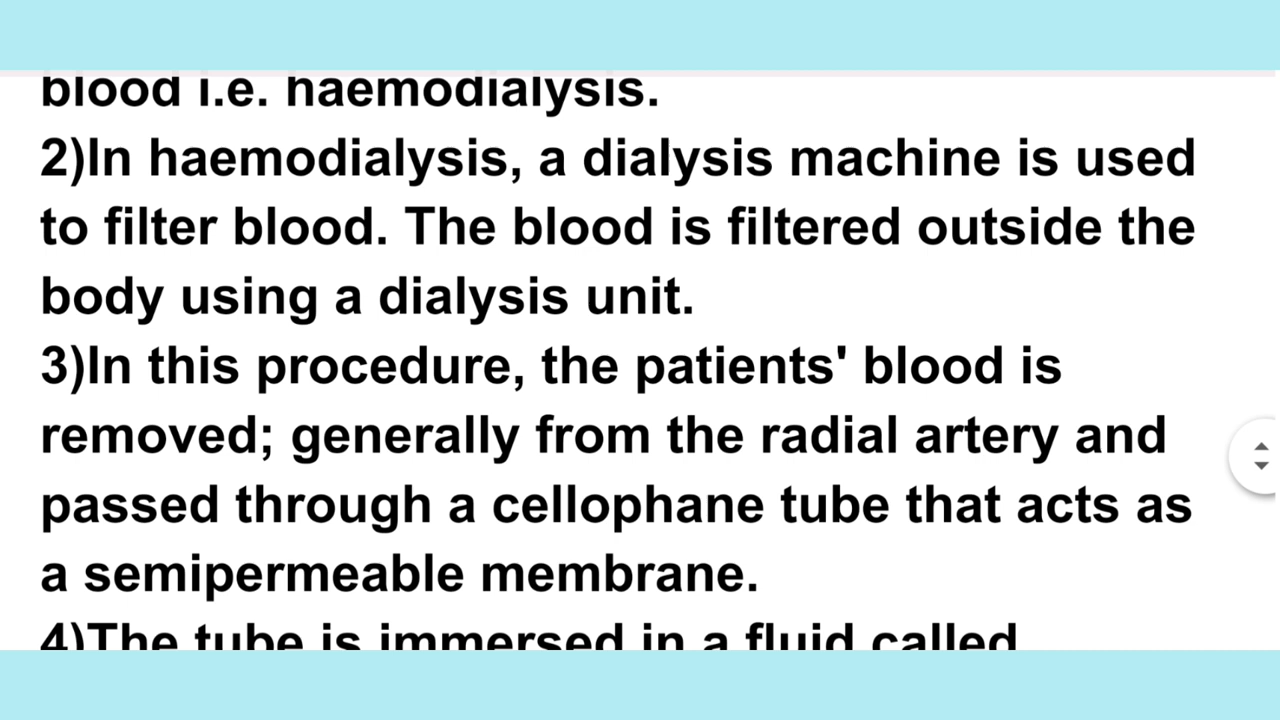 blood i.e. haemodialysis.
2)In haemodialysis, a dialysis machine is used
to filter blood. The blood is filtered outside the
body using a dialysis unit.
3)In this procedure, the patients' blood is
removed; generally from the radial artery and
passed through a cellophane tube that acts as
a semipermeable membrane.
4)The tube is immersed in a fluid called